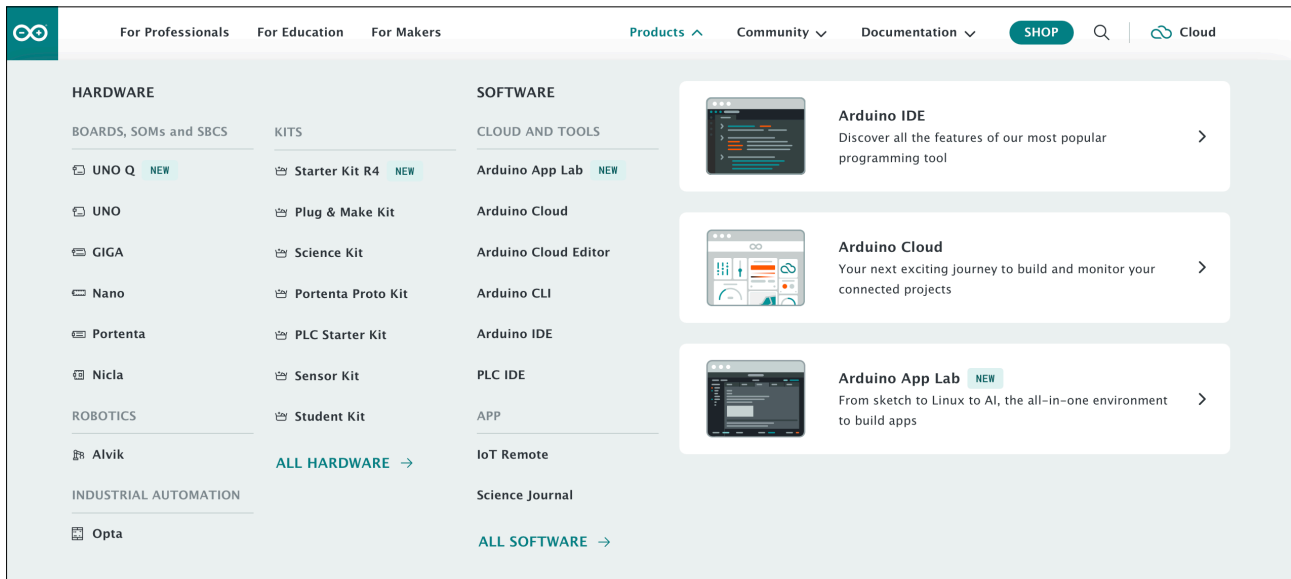 For Professionals
For Education
For Makers
Products
Community
Documentation
SHOP
Cloud
HARDWARE
BOARDS, SOMs and SBCS
UNO Q NEW
UNO
GIGA
Nano
Portenta
Nicla
ROBOTICS
Alvik
INDUSTRIAL AUTOMATION
Opta
KITS
Starter Kit R4 NEW
Plug & Make Kit
Science Kit
Portenta Proto Kit
PLC Starter Kit
Sensor Kit
Student Kit
ALL HARDWARE
SOFTWARE
CLOUD AND TOOLS
Arduino App Lab NEW
Arduino Cloud
Arduino Cloud Editor
Arduino CLI
Arduino IDE
PLC IDE
APP
IoT Remote
Science Journal
ALL SOFTWARE
Arduino IDE
Discover all the features of our most popular
programming tool
Arduino Cloud
Your next exciting journey to build and monitor your
connected projects
Arduino App Lab NEW
From sketch to Linux to AI, the all-in-one environment
to build apps